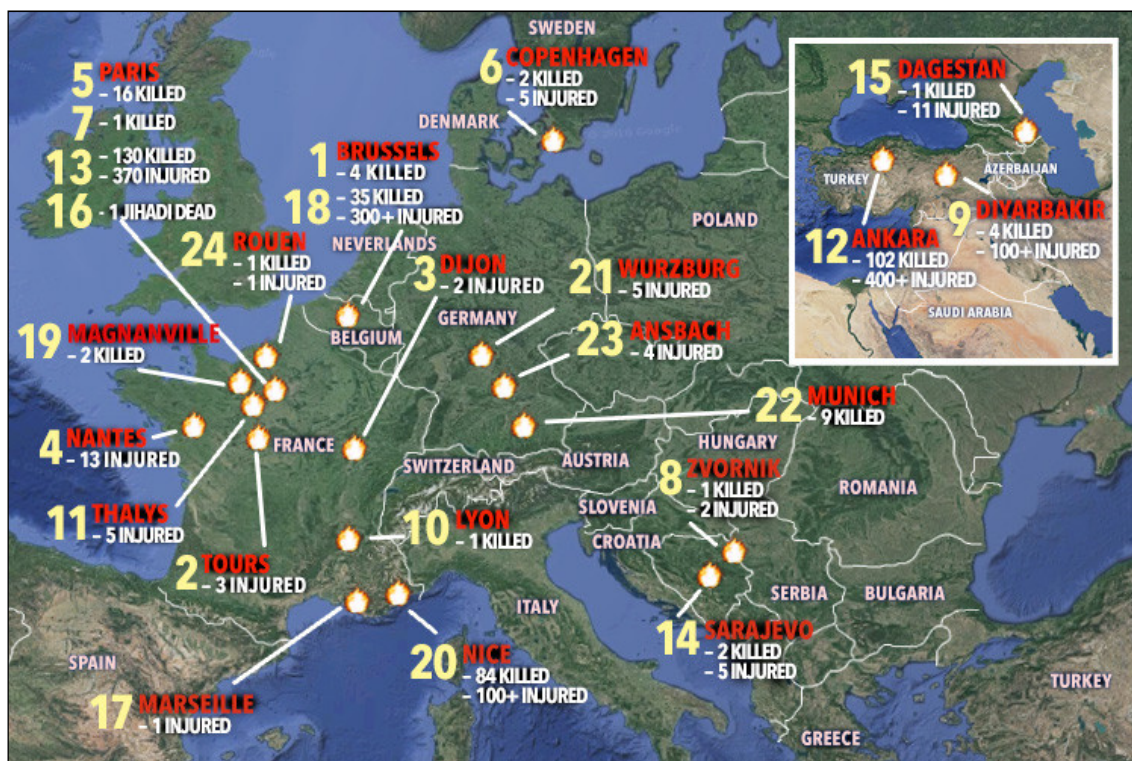 SWEDEN
5 PARIS
– 16 KILLED
7 – 1 KILLED
13 – 130 KILLED
– 370 INJURED
16 - 1 JIHADI DEAD
6 COPENHAGEN
– 2 KILLED
– 5 INJURED
DENMARK
1 BRUSSELS
– 4 KILLED
18 – 35 KILLED
– 300+ INJURED
NEVERLANDS
24 ROUEN
– 1 KILLED
– 1 INJURED
3 DIJON
– 2 INJURED
POLAND
21 WURZBURG
– 5 INJURED
GERMANY
BELGIUM
23 ANSBACH
– 4 INJURED
19 MAGNANVILLE
– 2 KILLED
22 MUNICH
– 9 KILLED
4 NANTES
– 13 INJURED
FRANCE
HUNGARY
SWITZERLAND
AUSTRIA
8 ZVORNIK
– 1 KILLED
– 2 INJURED
ROMANIA
SLOVENIA
CROATIA
11 THALYS
– 5 INJURED
10 LYON
– 1 KILLED
2 TOURS
– 3 INJURED
SERBIA
BULGARIA
ITALY
14 SARAJEVO
– 2 KILLED
– 5 INJURED
20 NICE
– 84 KILLED
– 100+ INJURED
SPAIN
17 MARSEILLE
– 1 INJURED
TURKEY
GREECE
15 DAGESTAN
– 1 KILLED
– 11 INJURED
TURKEY
AZERBAIJAN
9 DIYARBAKIR
– 4 KILLED
– 100+ INJURED
12 ANKARA
– 102 KILLED
– 400+ INJURED
SAUDI ARABIA